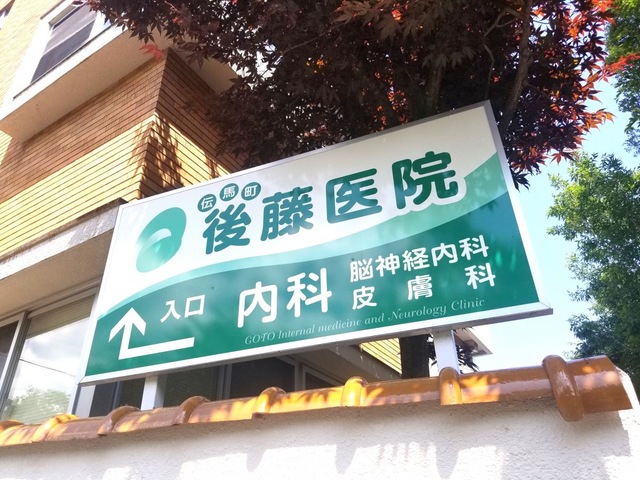 伝馬町
後藤医院
入口
内科
脳神経内科
皮膚科
GOTO Internal medicine and Neurology Clinic